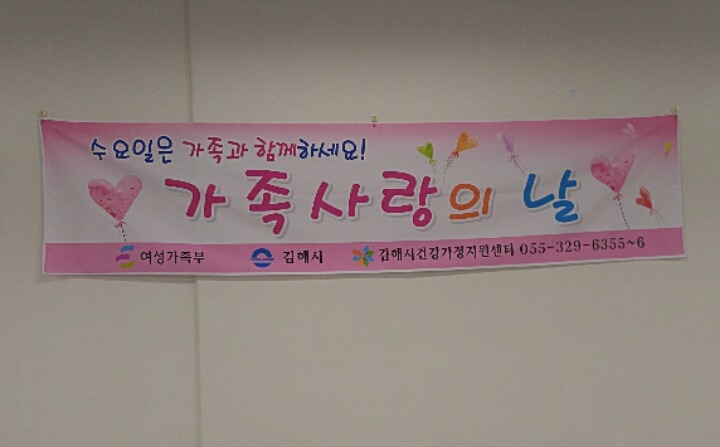 수요일은 가족과 함께하세요!
가족사랑의 날
여성가족부 김해시 김해시건강가정지원센터 055-329-6355~6